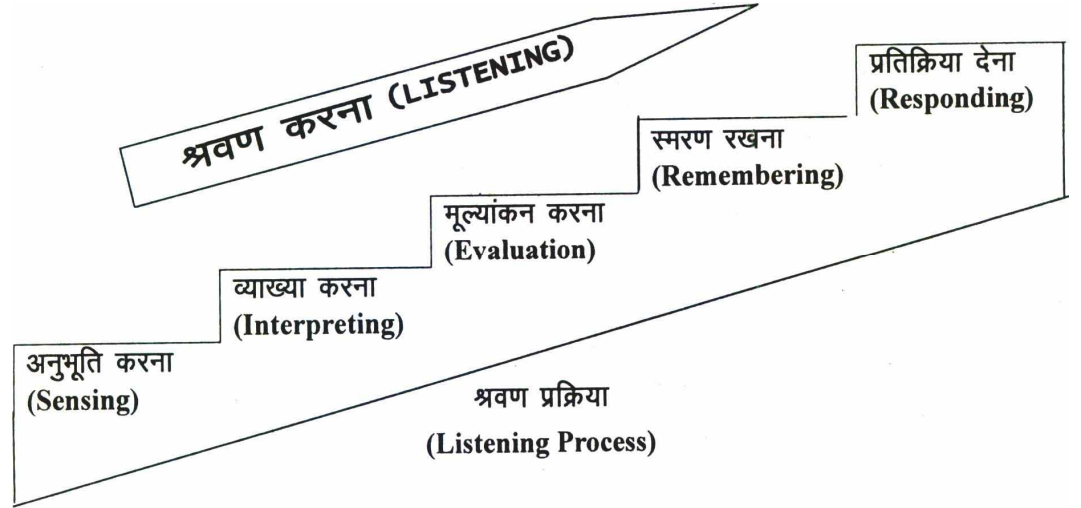 श्रवण करना (LISTENING)
प्रतिक्रिया देना
(Responding)
स्मरण रखना
(Remembering)
मूल्यांकन करना
(Evaluation)
व्याख्या करना
(Interpreting)
अनुभूति करना
(Sensing)
श्रवण प्रक्रिया
(Listening Process)